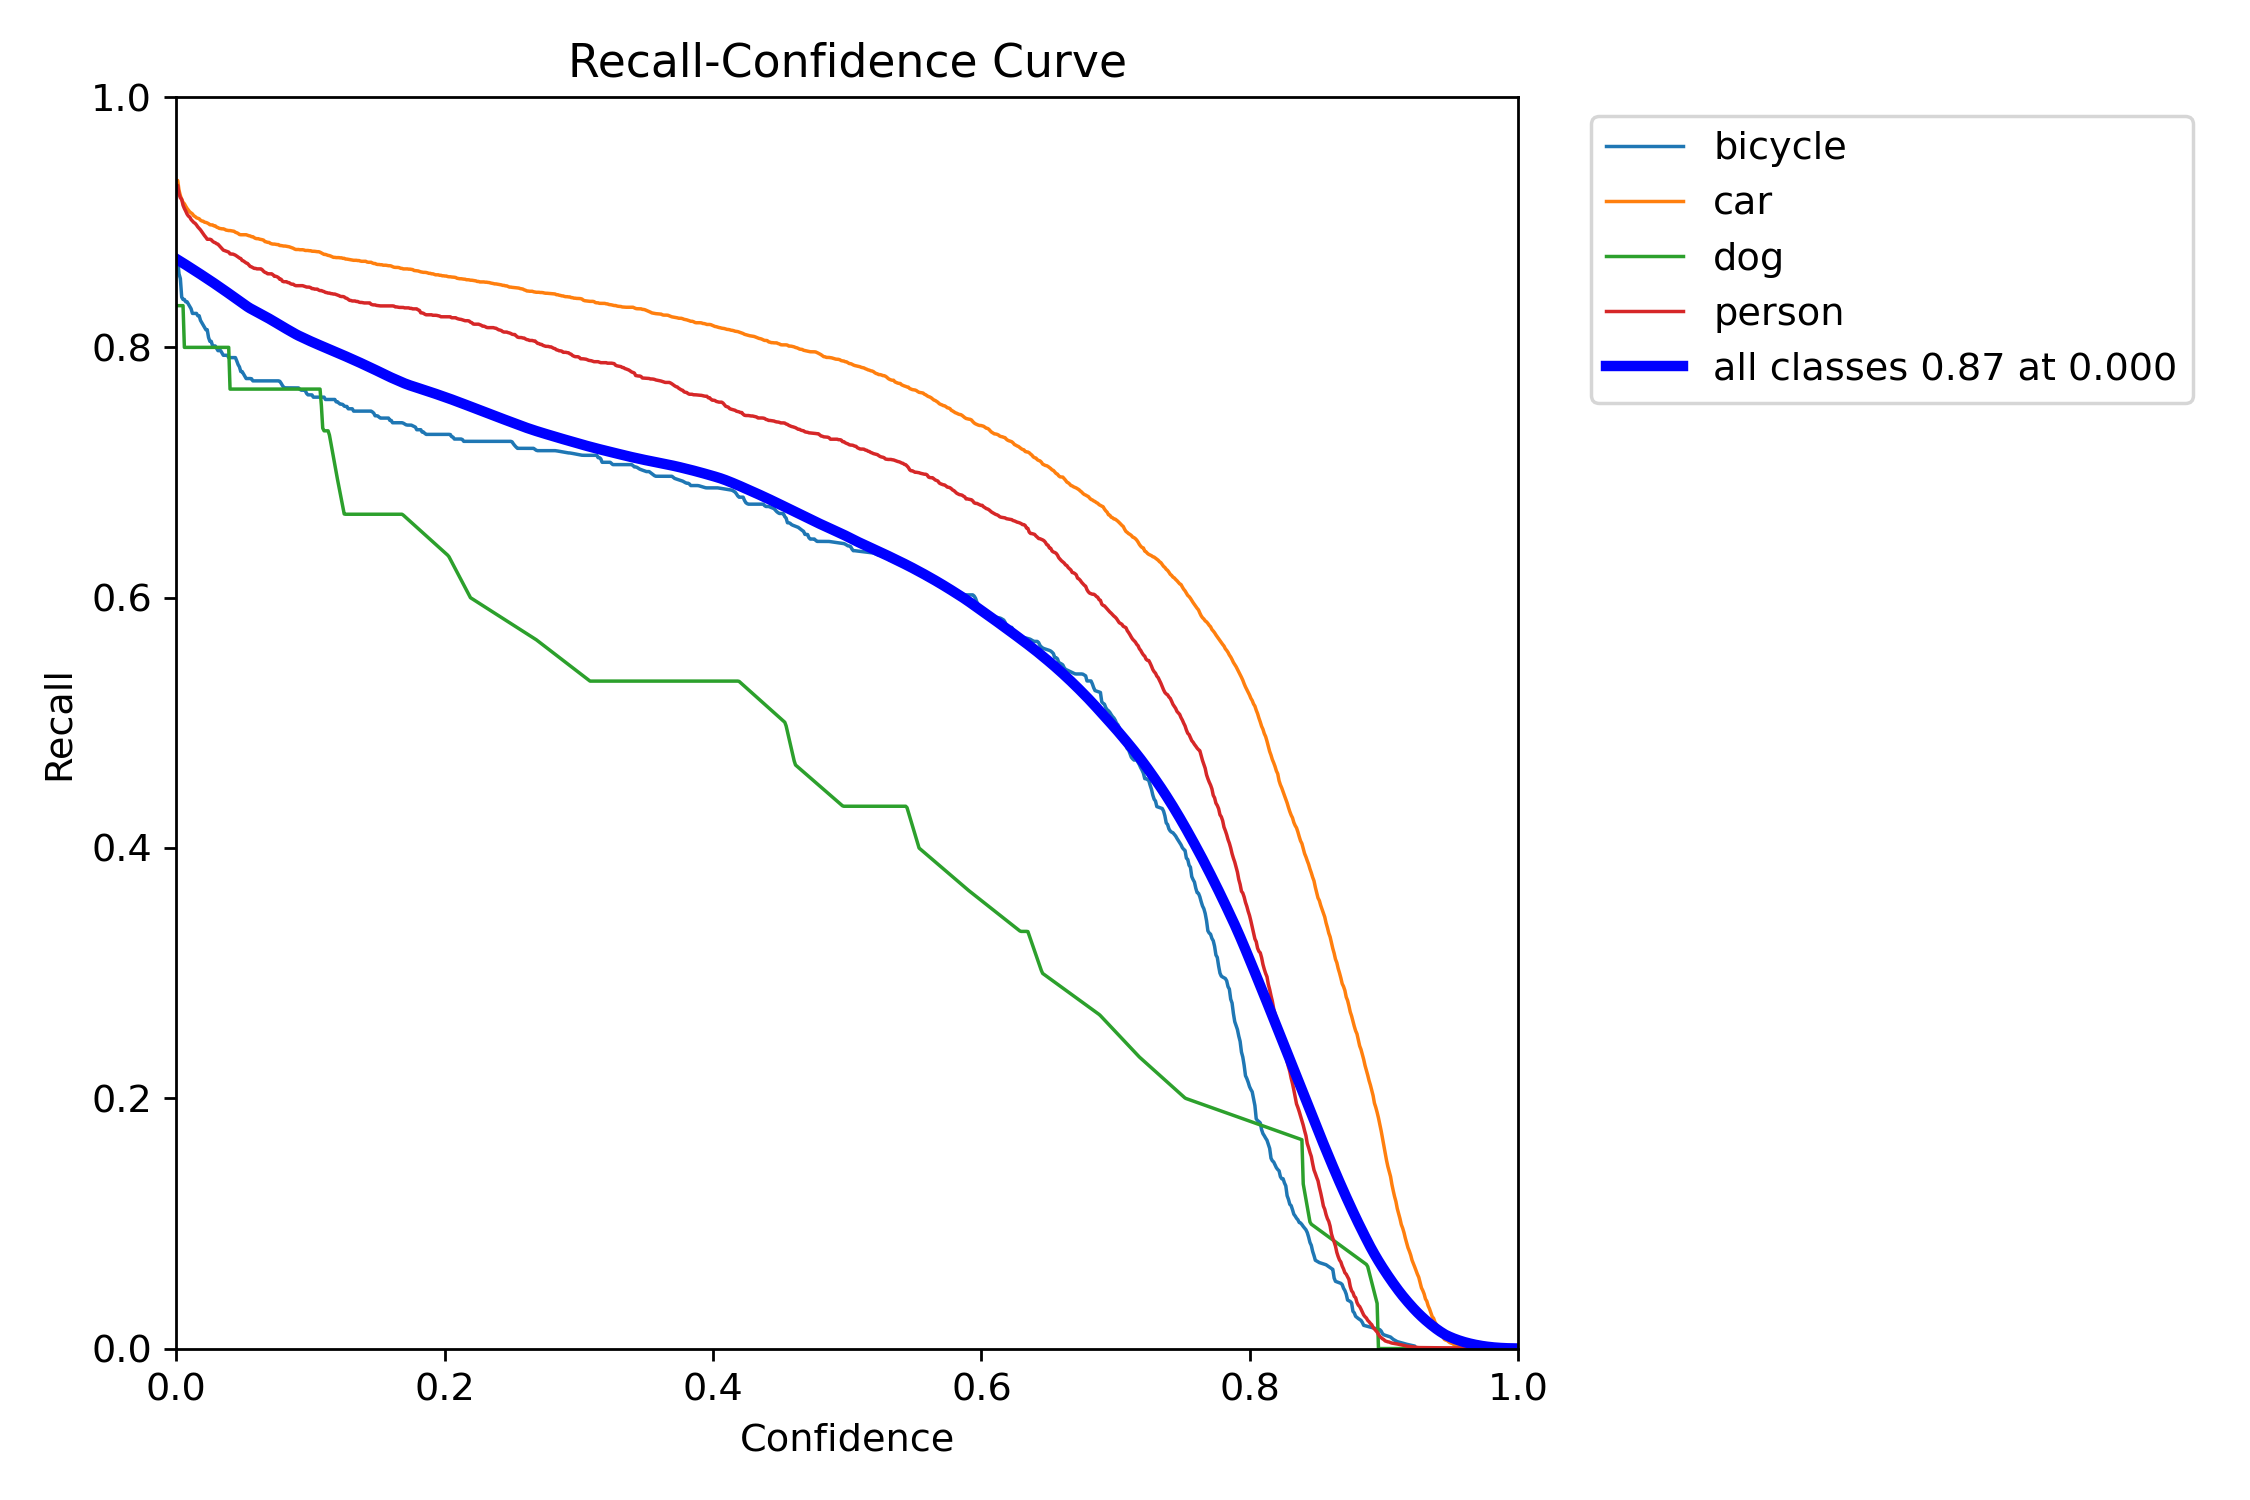 Recall-Confidence Curve
1.0
0.8
0.6
0.4
0.2
0.0
Recall
0.0 0.2 0.4 0.6 0.8 1.0
Confidence
bicycle
car
dog
person
all classes 0.87 at 0.000